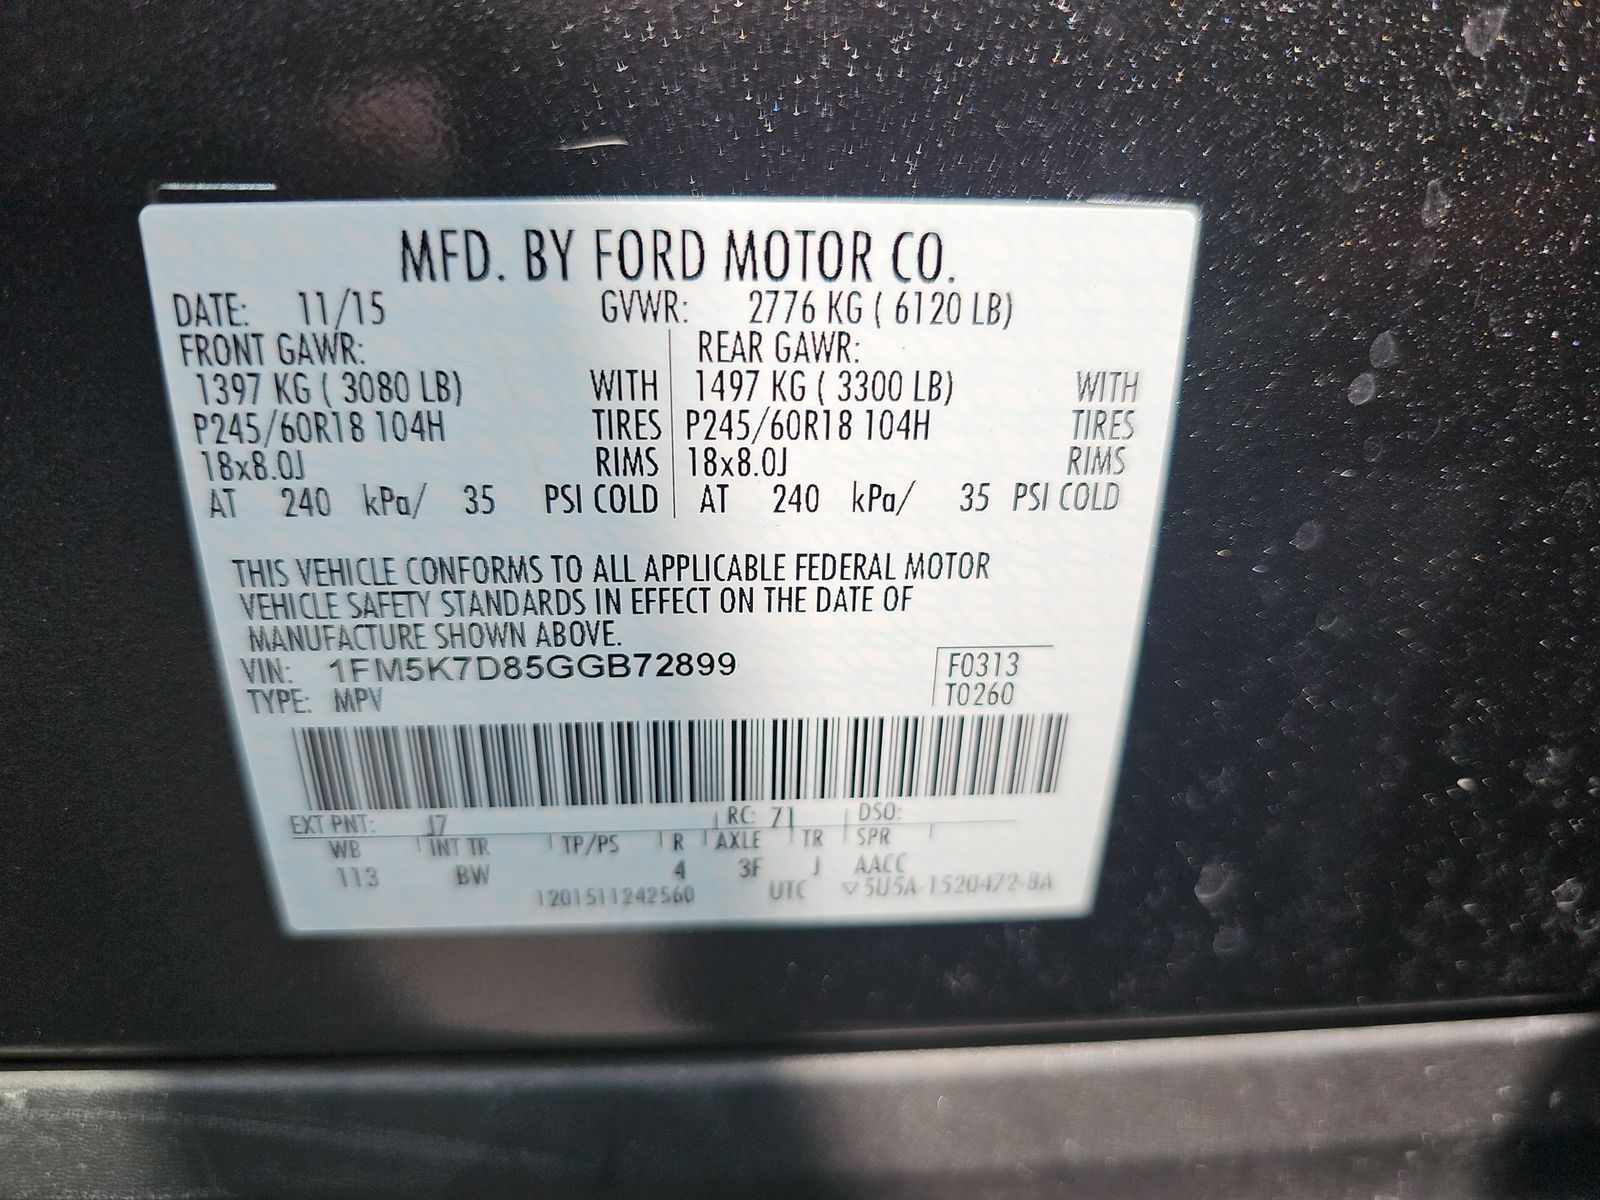 MFD. BY FORD MOTOR CO.
DATE: 11/15 GVWR: 2776 KG ( 6120 LB)
FRONT GAWR: REAR GAWR:
1397 KG ( 3080 LB) WITH 1497 KG ( 3300 LB) WITH
P245/60R18 104H TIRES P245/60R18 104H TIRES
18x8.0J RIMS 18x8.0J RIMS
AT 240 kPa/ 35 PSI COLD AT 240 kPa/ 35 PSI COLD
THIS VEHICLE CONFORMS TO ALL APPLICABLE FEDERAL MOTOR
VEHICLE SAFETY STANDARDS IN EFFECT ON THE DATE OF
MANUFACTURE SHOWN ABOVE.
VIN: 1FM5K7D85GGB72899 F0313
TYPE: MPV T0260
EXT PNT: J7 RC: 71 DSO:
WB INT TR TP/PS R AXLE TR SPR
113 BW 4 3F J AACC
1201511242560 UTC ▽5U5A-1520472-BA